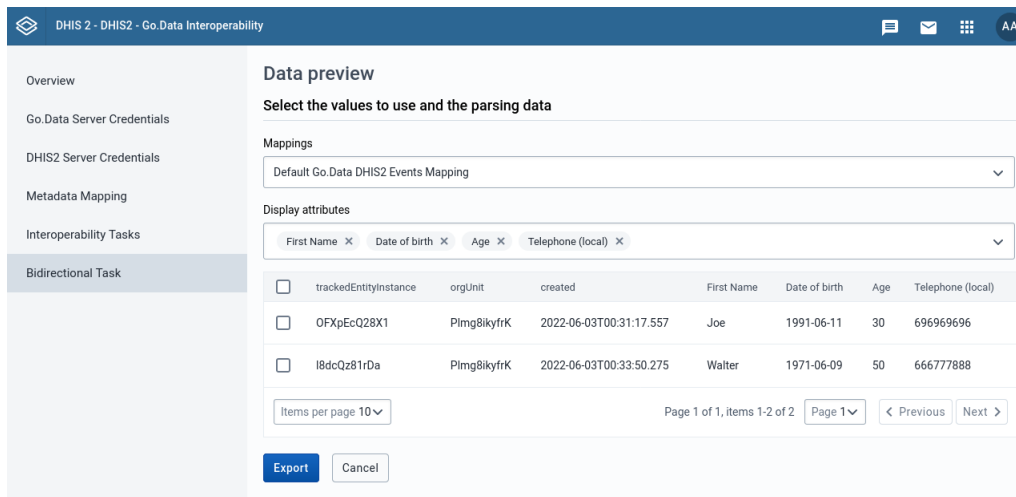 DHIS 2 - DHIS2 - Go.Data Interoperability
AA
Overview
Go.Data Server Credentials
DHIS2 Server Credentials
Metadata Mapping
Interoperability Tasks
Bidirectional Task
Data preview
Select the values to use and the parsing data
Mappings
Default Go.Data DHIS2 Events Mapping
Display attributes
First Name Date of birth Age Telephone (local)
trackedEntityInstance orgUnit created First Name Date of birth Age Telephone (local)
OFXpEcQ28X1 PImg8ikyfrK 2022-06-03T00:31:17.557 Joe 1991-06-11 30 696969696
I8dcQz81rDa PImg8ikyfrK 2022-06-03T00:33:50.275 Walter 1971-06-09 50 666777888
Items per page 10 Page 1 of 1, items 1-2 of 2 Page 1 Previous Next
Export Cancel